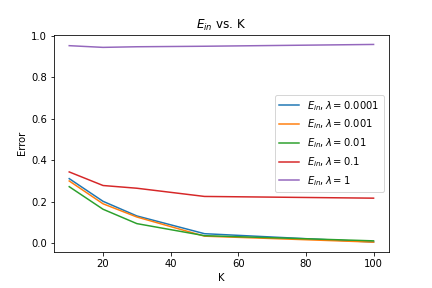 E_in vs. K
Error
1.0
0.8
0.6
0.4
0.2
0.0
E_in, λ = 0.0001
E_in, λ = 0.001
E_in, λ = 0.01
E_in, λ = 0.1
E_in, λ = 1
20 40 60 80 100
K